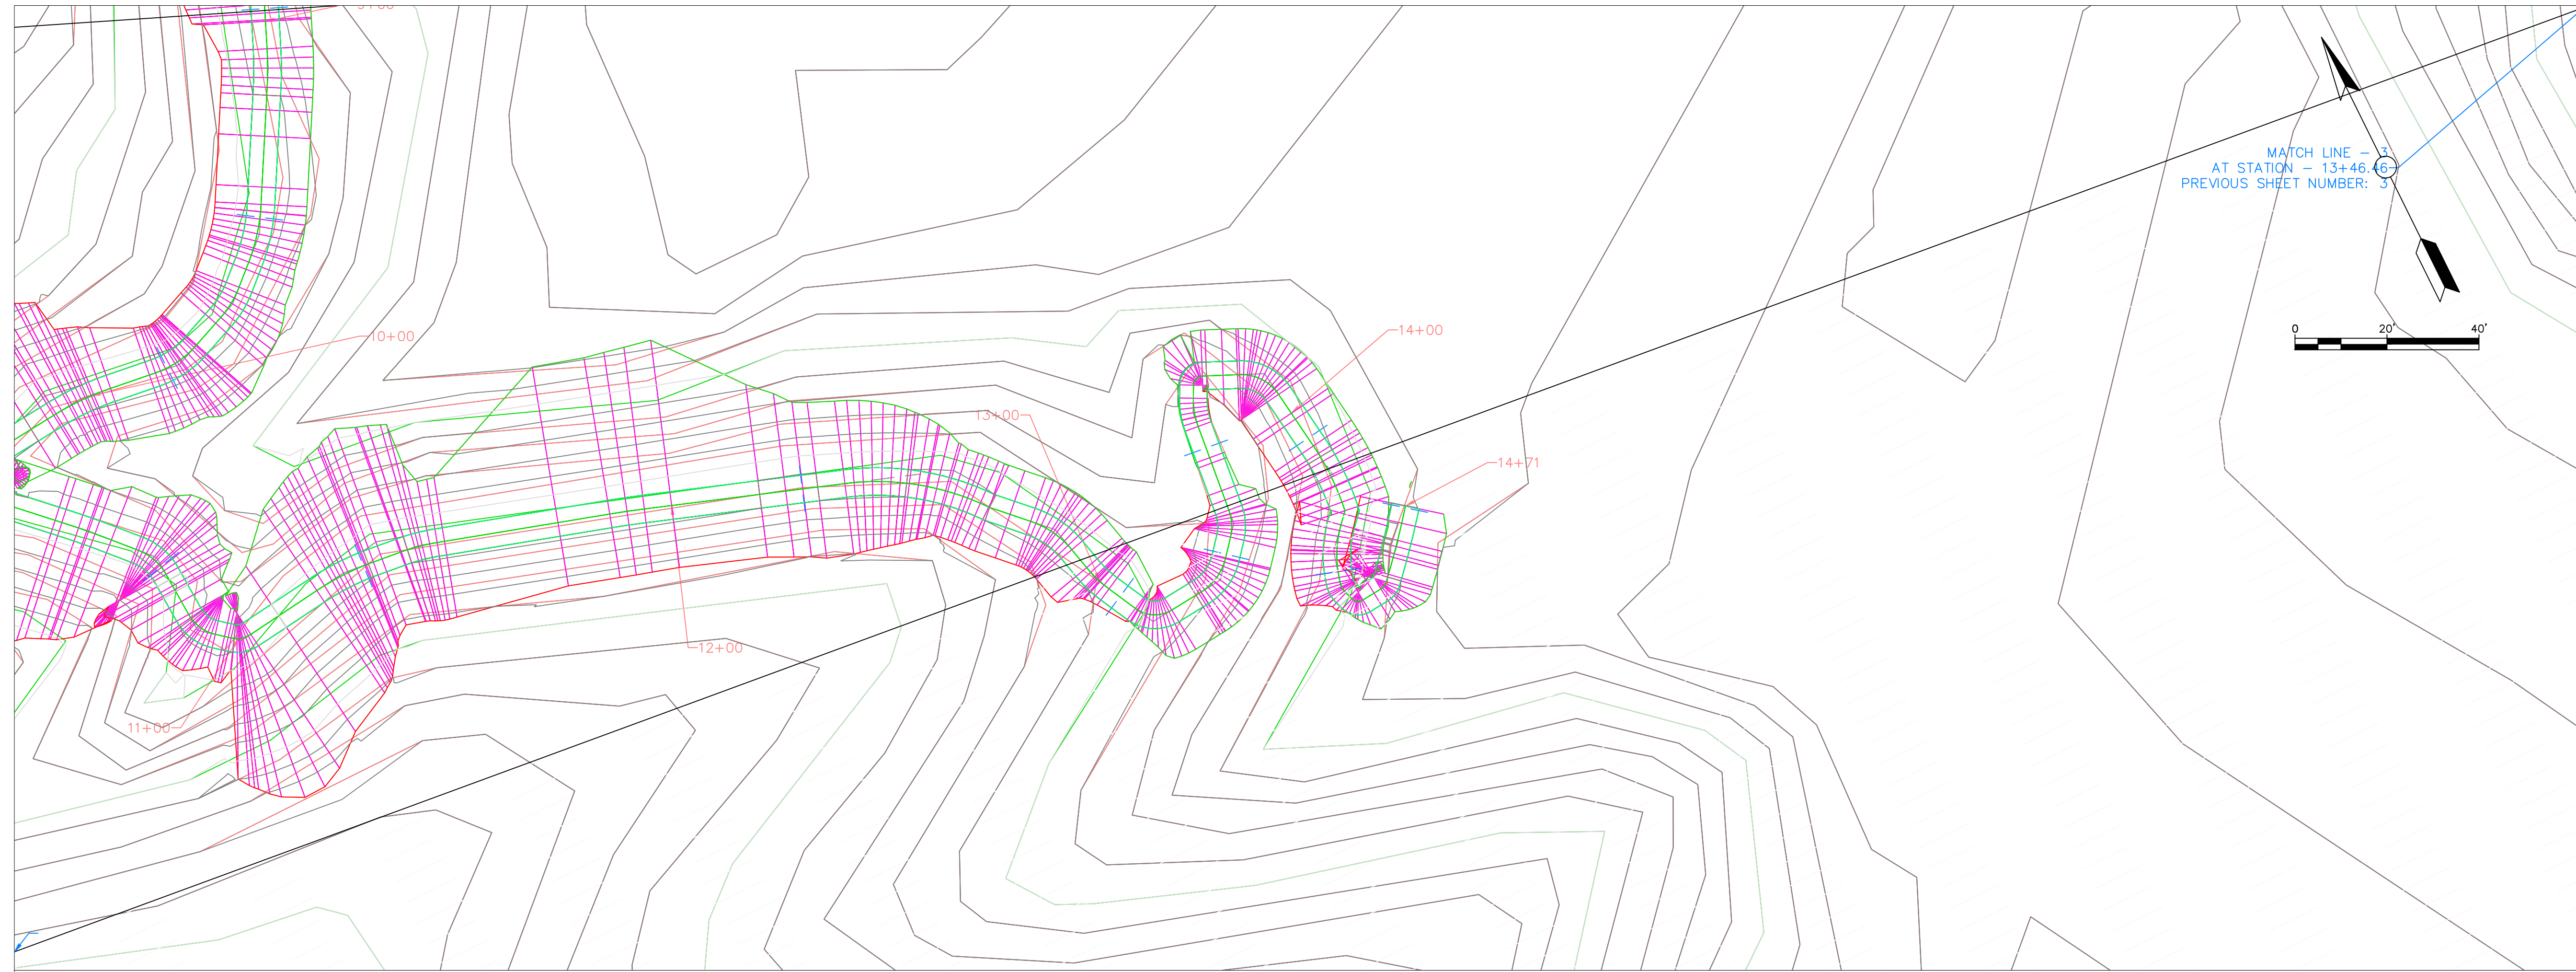 MATCH LINE - 3
AT STATION - 13+46.46
PREVIOUS SHEET NUMBER: 3
0 20' 40'
10+00
14+00
13+00
14+71
12+00
11+00